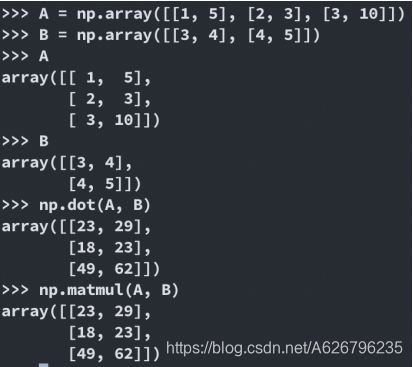 >>> A = np.array([[1, 5], [2, 3], [3, 10]])
>>> B = np.array([[3, 4], [4, 5]])
>>> A
array([[ 1,  5],
       [ 2,  3],
       [ 3, 10]])
>>> B
array([[3, 4],
       [4, 5]])
>>> np.dot(A, B)
array([[23, 29],
       [18, 23],
       [49, 62]])
>>> np.matmul(A, B)
array([[23, 29],
       [18, 23],
       [49, 62]])
https://blog.csdn.net/A626796235